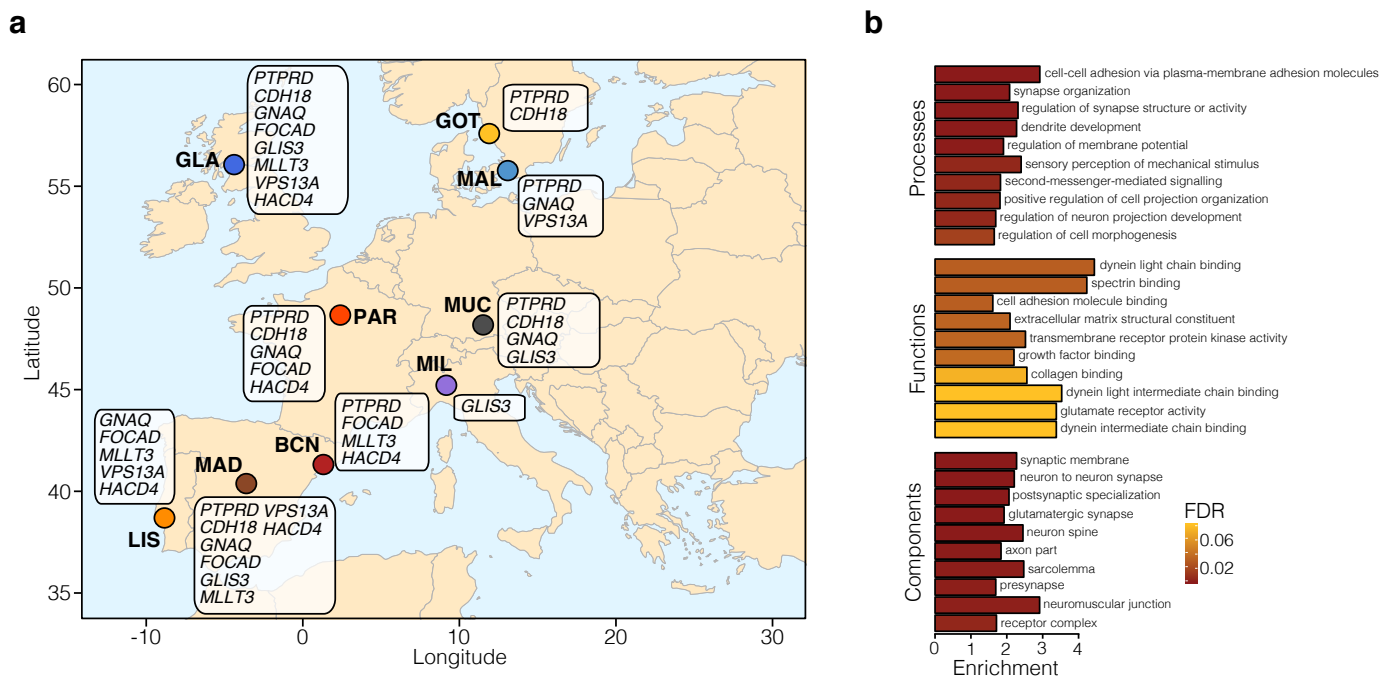 a
60
55
50
45
40
35
Latitude
-10
0
10
20
30
Longitude
GLA
PTPRD
CDH18
GNAQ
FOCAD
GLIS3
MLLT3
VPS13A
HACD4
GOT
PTPRD
CDH18
MAL
PTPRD
GNAQ
VPS13A
PAR
PTPRD
CDH18
GNAQ
FOCAD
HACD4
MUC
PTPRD
CDH18
GNAQ
GLIS3
MIL
GLIS3
BCN
PTPRD
FOCAD
MLLT3
HACD4
LIS
GNAQ
FOCAD
MLLT3
VPS13A
HACD4
MAD
PTPRD VPS13A
CDH18 HACD4
GNAQ
FOCAD
GLIS3
MLLT3
b
Processes
cell-cell adhesion via plasma-membrane adhesion molecules
synapse organization
regulation of synapse structure or activity
dendrite development
regulation of membrane potential
sensory perception of mechanical stimulus
second-messenger-mediated signalling
positive regulation of cell projection organization
regulation of neuron projection development
regulation of cell morphogenesis
Functions
dynein light chain binding
spectrin binding
cell adhesion molecule binding
extracellular matrix structural constituent
transmembrane receptor protein kinase activity
growth factor binding
collagen binding
dynein light intermediate chain binding
glutamate receptor activity
dynein intermediate chain binding
Components
synaptic membrane
neuron to neuron synapse
postsynaptic specialization
glutamatergic synapse
neuron spine
axon part
sarcolemma
presynapse
neuromuscular junction
receptor complex
0 1 2 3 4
Enrichment
FDR
0.06
0.02